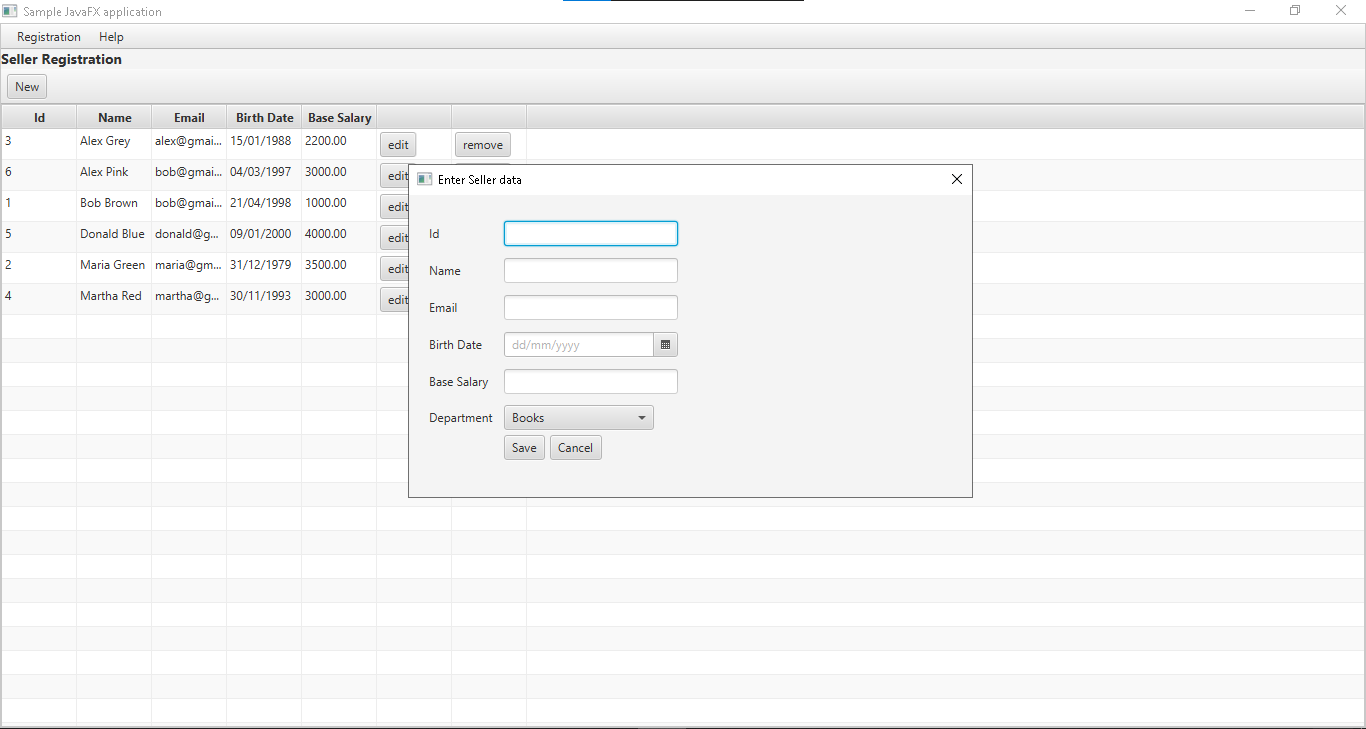 Sample JavaFX application
Registration Help
Seller Registration
New
Id Name Email Birth Date Base Salary
3 Alex Grey alex@gmai... 15/01/1988 2200.00 edit remove
6 Alex Pink bob@gmai... 04/03/1997 3000.00 edit
1 Bob Brown bob@gmai... 21/04/1998 1000.00 edit
5 Donald Blue donald@g... 09/01/2000 4000.00 edit
2 Maria Green maria@gm... 31/12/1979 3500.00 edit
4 Martha Red martha@g... 30/11/1993 3000.00 edit
Enter Seller data
Id
Name
Email
Birth Date dd/mm/yyyy
Base Salary
Department Books
Save Cancel